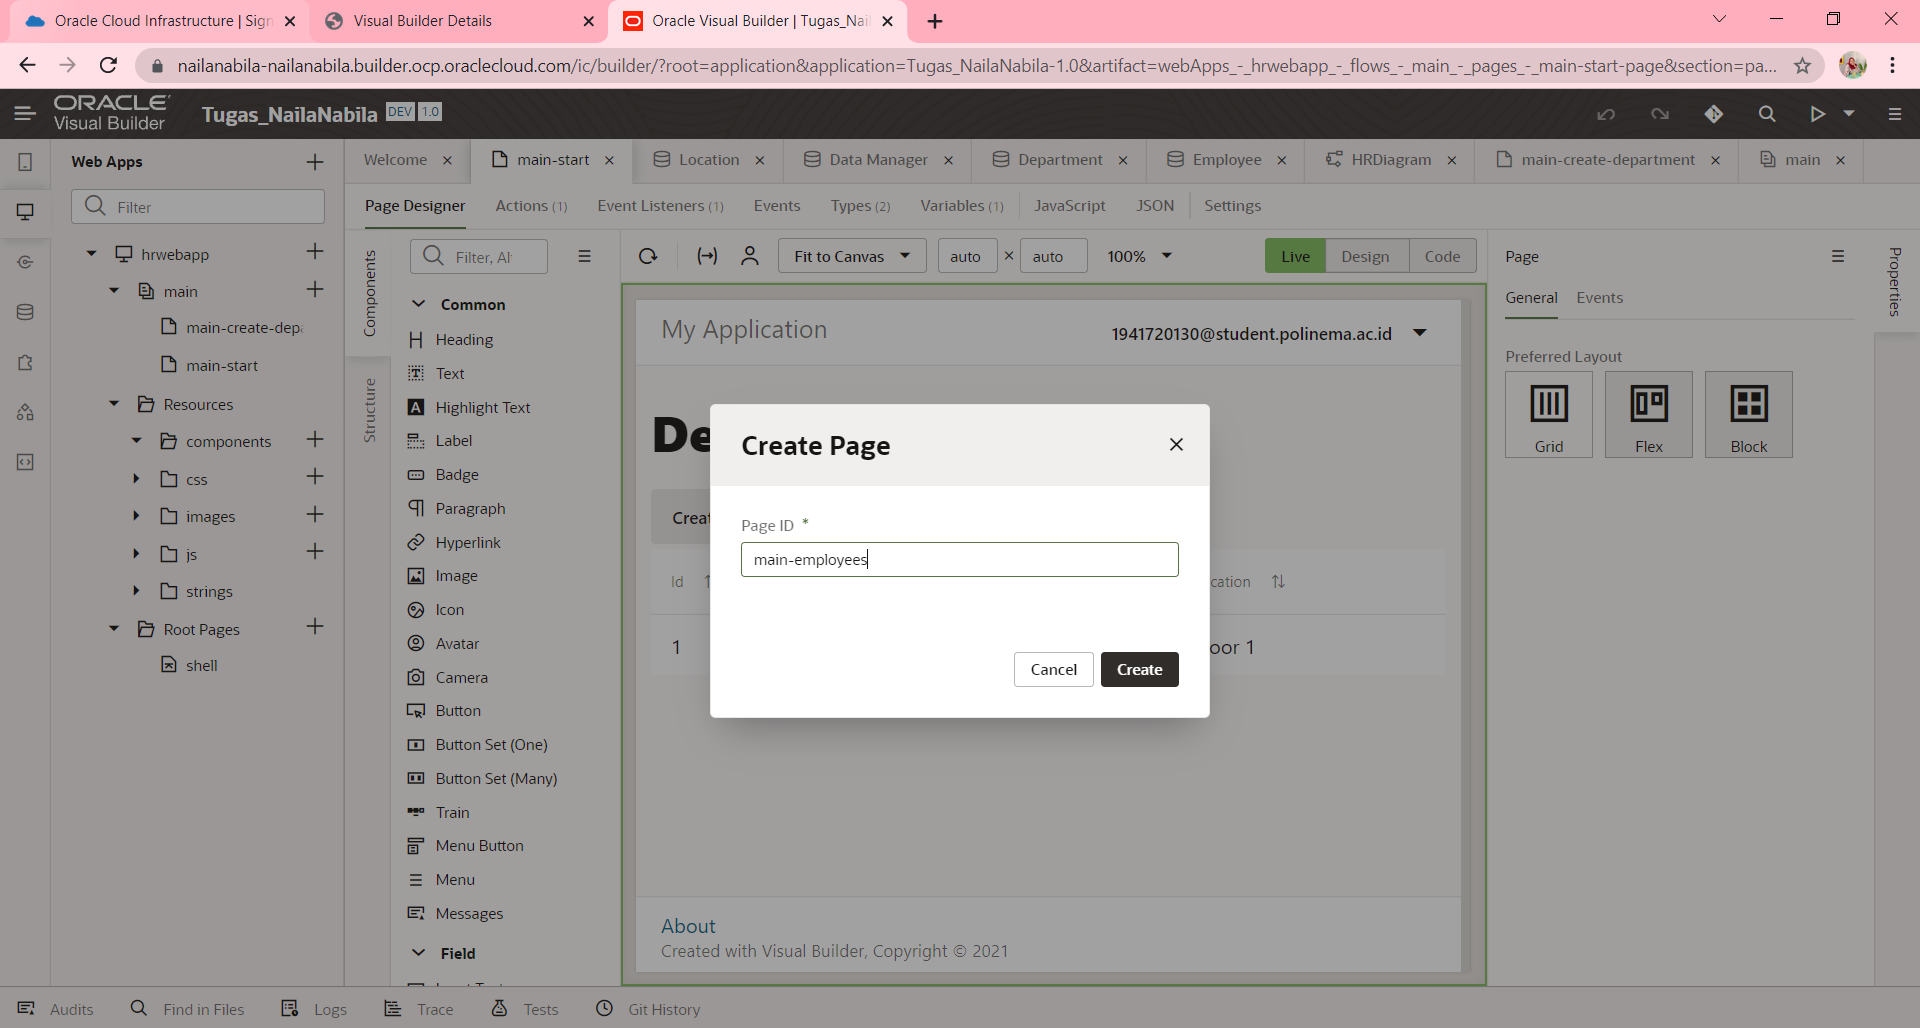 Oracle Cloud Infrastructure | Sign
Visual Builder Details
Oracle Visual Builder | Tugas_Nail
nailanabila-nailanabila.builder.ocp.oraclecloud.com/ic/builder/?root=application&application=Tugas_NailaNabila-1.0&artifact=webApps_-_hrwebapp_-_flows_-_main_-_pages_-_main-start-page&section=pa...
ORACLE
Visual Builder
Tugas_NailaNabila DEV 1.0
Web Apps
Filter
hrwebapp
main
main-create-depa
main-start
Resources
components
css
images
js
strings
Root Pages
shell
Welcome
main-start
Location
Data Manager
Department
Employee
HRDiagram
main-create-department
main
Page Designer
Actions (1)
Event Listeners (1)
Events
Types (2)
Variables (1)
JavaScript
JSON
Settings
Components
Structure
Filter, Al
Common
Heading
Text
Highlight Text
Label
Badge
Paragraph
Hyperlink
Image
Icon
Avatar
Camera
Button
Button Set (One)
Button Set (Many)
Train
Menu Button
Menu
Messages
Field
Fit to Canvas
auto × auto
100%
Live
Design
Code
My Application
1941720130@student.polinema.ac.id
De
Creat
Id
cation
1
oor 1
About
Created with Visual Builder, Copyright © 2021
Create Page
Page ID *
main-employees
Cancel
Create
Page
General
Events
Preferred Layout
Grid
Flex
Block
Properties
Audits
Find in Files
Logs
Trace
Tests
Git History